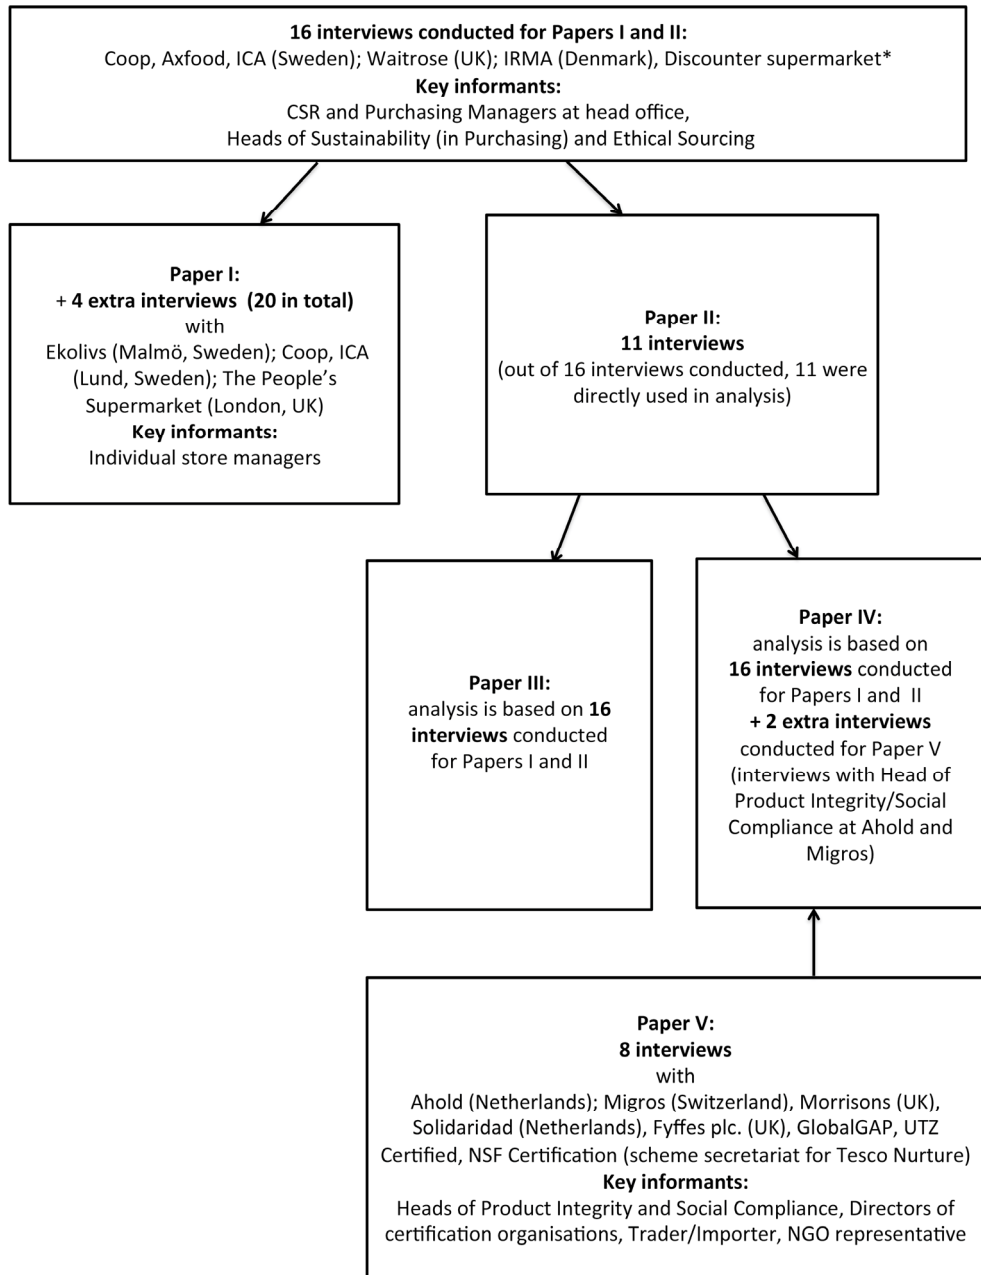 16 interviews conducted for Papers I and II:
Coop, Axfood, ICA (Sweden); Waitrose (UK); IRMA (Denmark), Discounter supermarket*
Key informants:
CSR and Purchasing Managers at head office,
Heads of Sustainability (in Purchasing) and Ethical Sourcing
Paper I:
+ 4 extra interviews (20 in total)
with
Ekolivs (Malmö, Sweden); Coop, ICA
(Lund, Sweden); The People's
Supermarket (London, UK)
Key informants:
Individual store managers
Paper II:
11 interviews
(out of 16 interviews conducted, 11 were
directly used in analysis)
Paper III:
analysis is based on 16
interviews conducted
for Papers I and II
Paper IV:
analysis is based on
16 interviews conducted
for Papers I and II
+ 2 extra interviews
conducted for Paper V
(interviews with Head of
Product Integrity/Social
Compliance at Ahold and
Migros)
Paper V:
8 interviews
with
Ahold (Netherlands); Migros (Switzerland), Morrisons (UK),
Solidaridad (Netherlands), Fyffes plc. (UK), GlobalGAP, UTZ
Certified, NSF Certification (scheme secretariat for Tesco Nurture)
Key informants:
Heads of Product Integrity and Social Compliance, Directors of
certification organisations, Trader/Importer, NGO representative